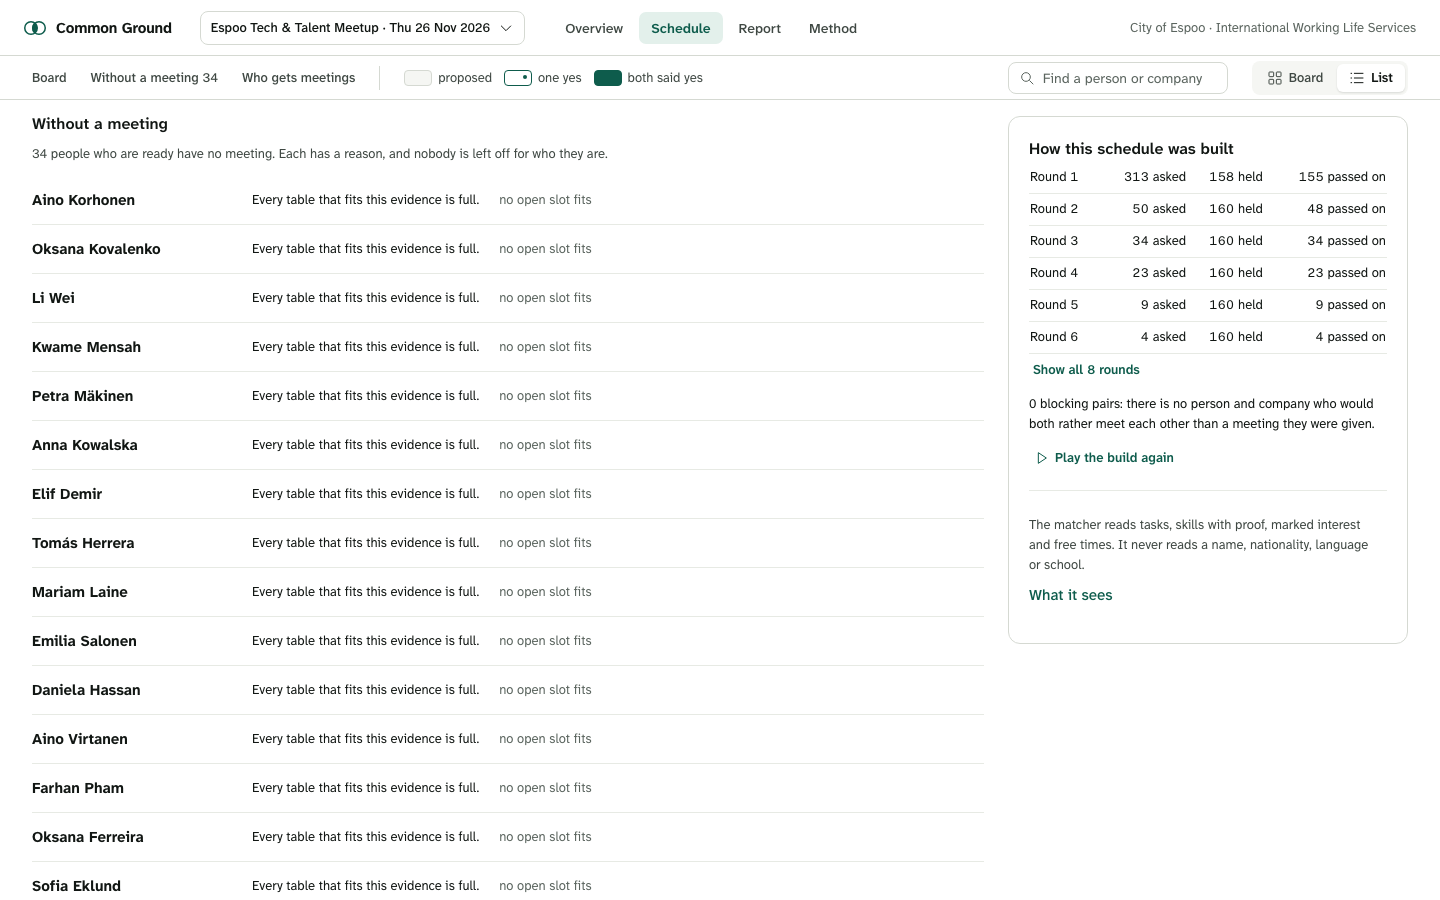 Common Ground
Espoo Tech & Talent Meetup · Thu 26 Nov 2026
Overview
Schedule
Report
Method
City of Espoo · International Working Life Services
Board
Without a meeting 34
Who gets meetings
proposed
one yes
both said yes
Find a person or company
Board
List
Without a meeting
34 people who are ready have no meeting. Each has a reason, and nobody is left off for who they are.
Aino Korhonen Every table that fits this evidence is full. no open slot fits
Oksana Kovalenko Every table that fits this evidence is full. no open slot fits
Li Wei Every table that fits this evidence is full. no open slot fits
Kwame Mensah Every table that fits this evidence is full. no open slot fits
Petra Mäkinen Every table that fits this evidence is full. no open slot fits
Anna Kowalska Every table that fits this evidence is full. no open slot fits
Elif Demir Every table that fits this evidence is full. no open slot fits
Tomás Herrera Every table that fits this evidence is full. no open slot fits
Mariam Laine Every table that fits this evidence is full. no open slot fits
Emilia Salonen Every table that fits this evidence is full. no open slot fits
Daniela Hassan Every table that fits this evidence is full. no open slot fits
Aino Virtanen Every table that fits this evidence is full. no open slot fits
Farhan Pham Every table that fits this evidence is full. no open slot fits
Oksana Ferreira Every table that fits this evidence is full. no open slot fits
Sofia Eklund Every table that fits this evidence is full. no open slot fits
How this schedule was built
Round 1 313 asked 158 held 155 passed on
Round 2 50 asked 160 held 48 passed on
Round 3 34 asked 160 held 34 passed on
Round 4 23 asked 160 held 23 passed on
Round 5 9 asked 160 held 9 passed on
Round 6 4 asked 160 held 4 passed on
Show all 8 rounds
0 blocking pairs: there is no person and company who would
both rather meet each other than a meeting they were given.
Play the build again
The matcher reads tasks, skills with proof, marked interest
and free times. It never reads a name, nationality, language
or school.
What it sees